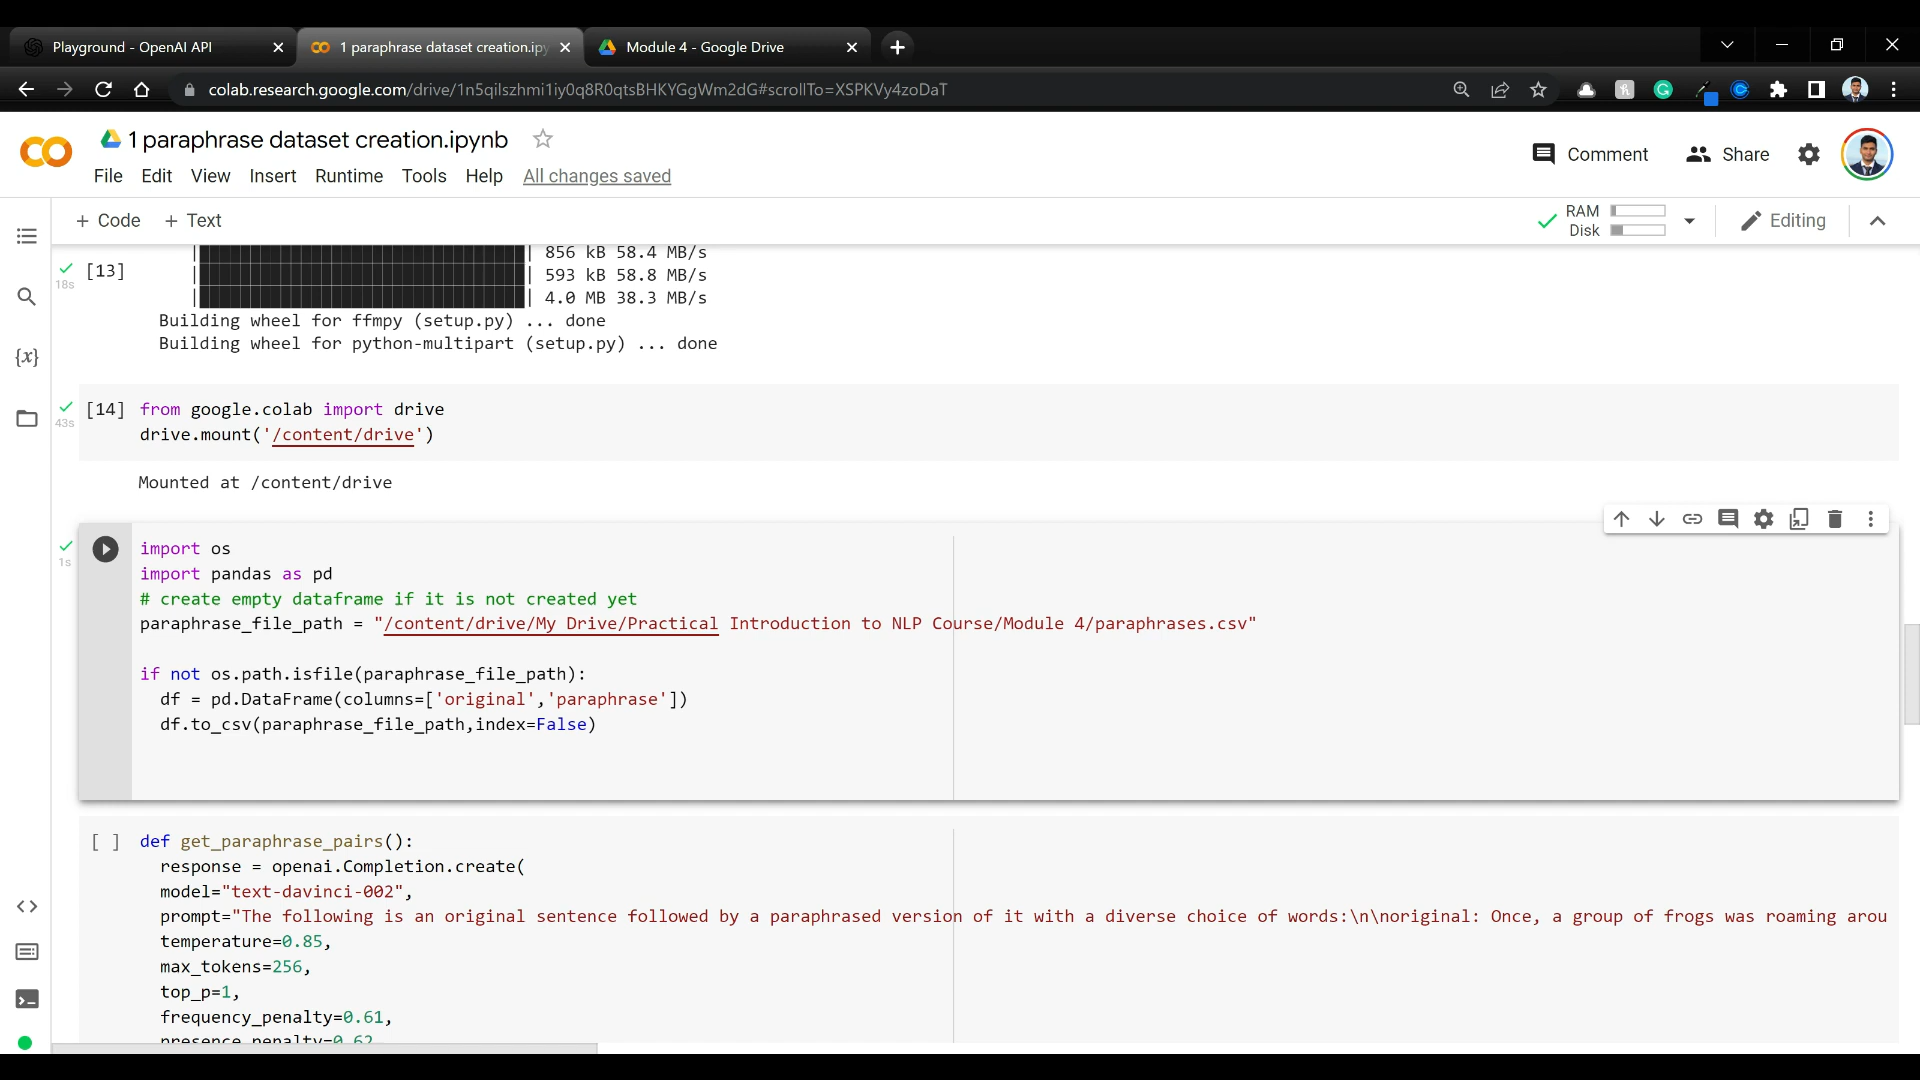 Playground - OpenAI API
1 paraphrase dataset creation.ipy
Module 4 - Google Drive
colab.research.google.com/drive/1n5qilszhmi1iy0q8R0qtsBHKYGgWm2dG#scrollTo=XSPKVy4zoDaT
1 paraphrase dataset creation.ipynb
Comment
Share
File Edit View Insert Runtime Tools Help All changes saved
+ Code + Text
RAM
Disk
Editing
[13]
18s
856 kB 58.4 MB/s
593 kB 58.8 MB/s
4.0 MB 38.3 MB/s
Building wheel for ffmpy (setup.py) ... done
Building wheel for python-multipart (setup.py) ... done
{x}
[14]
43s
from google.colab import drive
drive.mount('/content/drive')
Mounted at /content/drive
1s
import os
import pandas as pd
# create empty dataframe if it is not created yet
paraphrase_file_path = "/content/drive/My Drive/Practical Introduction to NLP Course/Module 4/paraphrases.csv"
if not os.path.isfile(paraphrase_file_path):
df = pd.DataFrame(columns=['original','paraphrase'])
df.to_csv(paraphrase_file_path,index=False)
[ ]
def get_paraphrase_pairs():
response = openai.Completion.create(
model="text-davinci-002",
prompt="The following is an original sentence followed by a paraphrased version of it with a diverse choice of words:\n\noriginal: Once, a group of frogs was roaming arou
temperature=0.85,
max_tokens=256,
top_p=1,
frequency_penalty=0.61,
presence_penalty=0.62